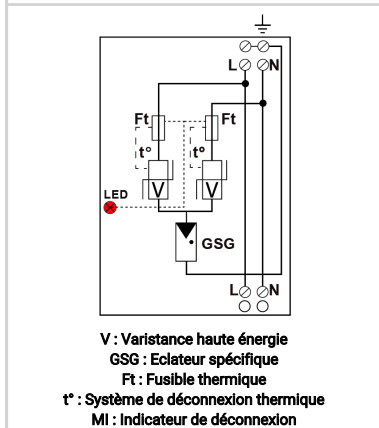 L N
Ft Ft
t° t°
V V
LED
GSG
L N
V : Varistance haute énergie
GSG : Eclateur spécifique
Ft : Fusible thermique
t° : Système de déconnexion thermique
MI : Indicateur de déconnexion